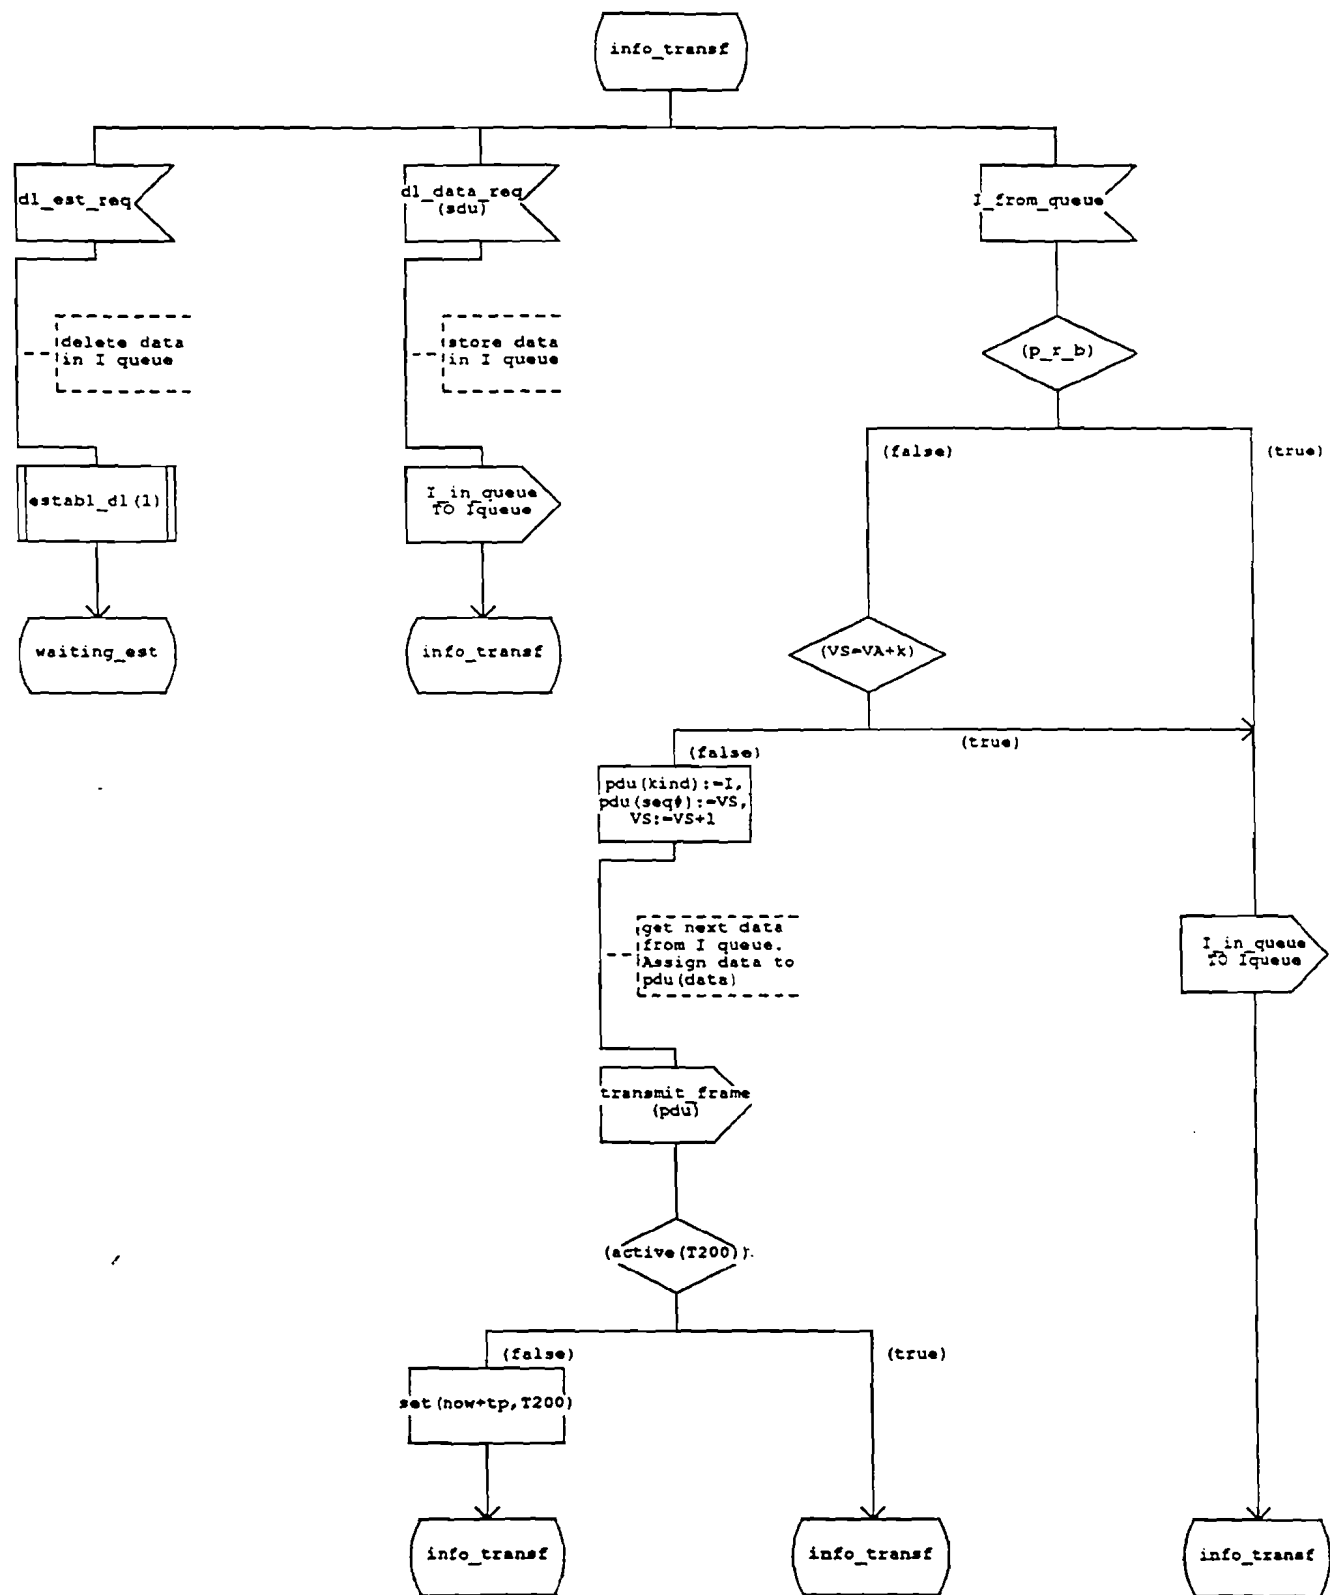 info_transf
dl_est_req
dl_data_req
(sdu)
I_from_queue
delete data
in I queue
store data
in I queue
(p_r_b)
(false)
(true)
establ_dl(1)
I_in_queue
TO Iqueue
waiting_est
info_transf
(VS=VA+k)
(false)
(true)
pdu(kind):=I,
pdu(seq#):=VS,
VS:=VS+1
get next data
from I queue.
Assign data to
pdu(data)
I_in_queue
TO Iqueue
transmit_frame
(pdu)
(active(T200))
(false)
(true)
set(now+tp,T200)
info_transf
info_transf
info_transf